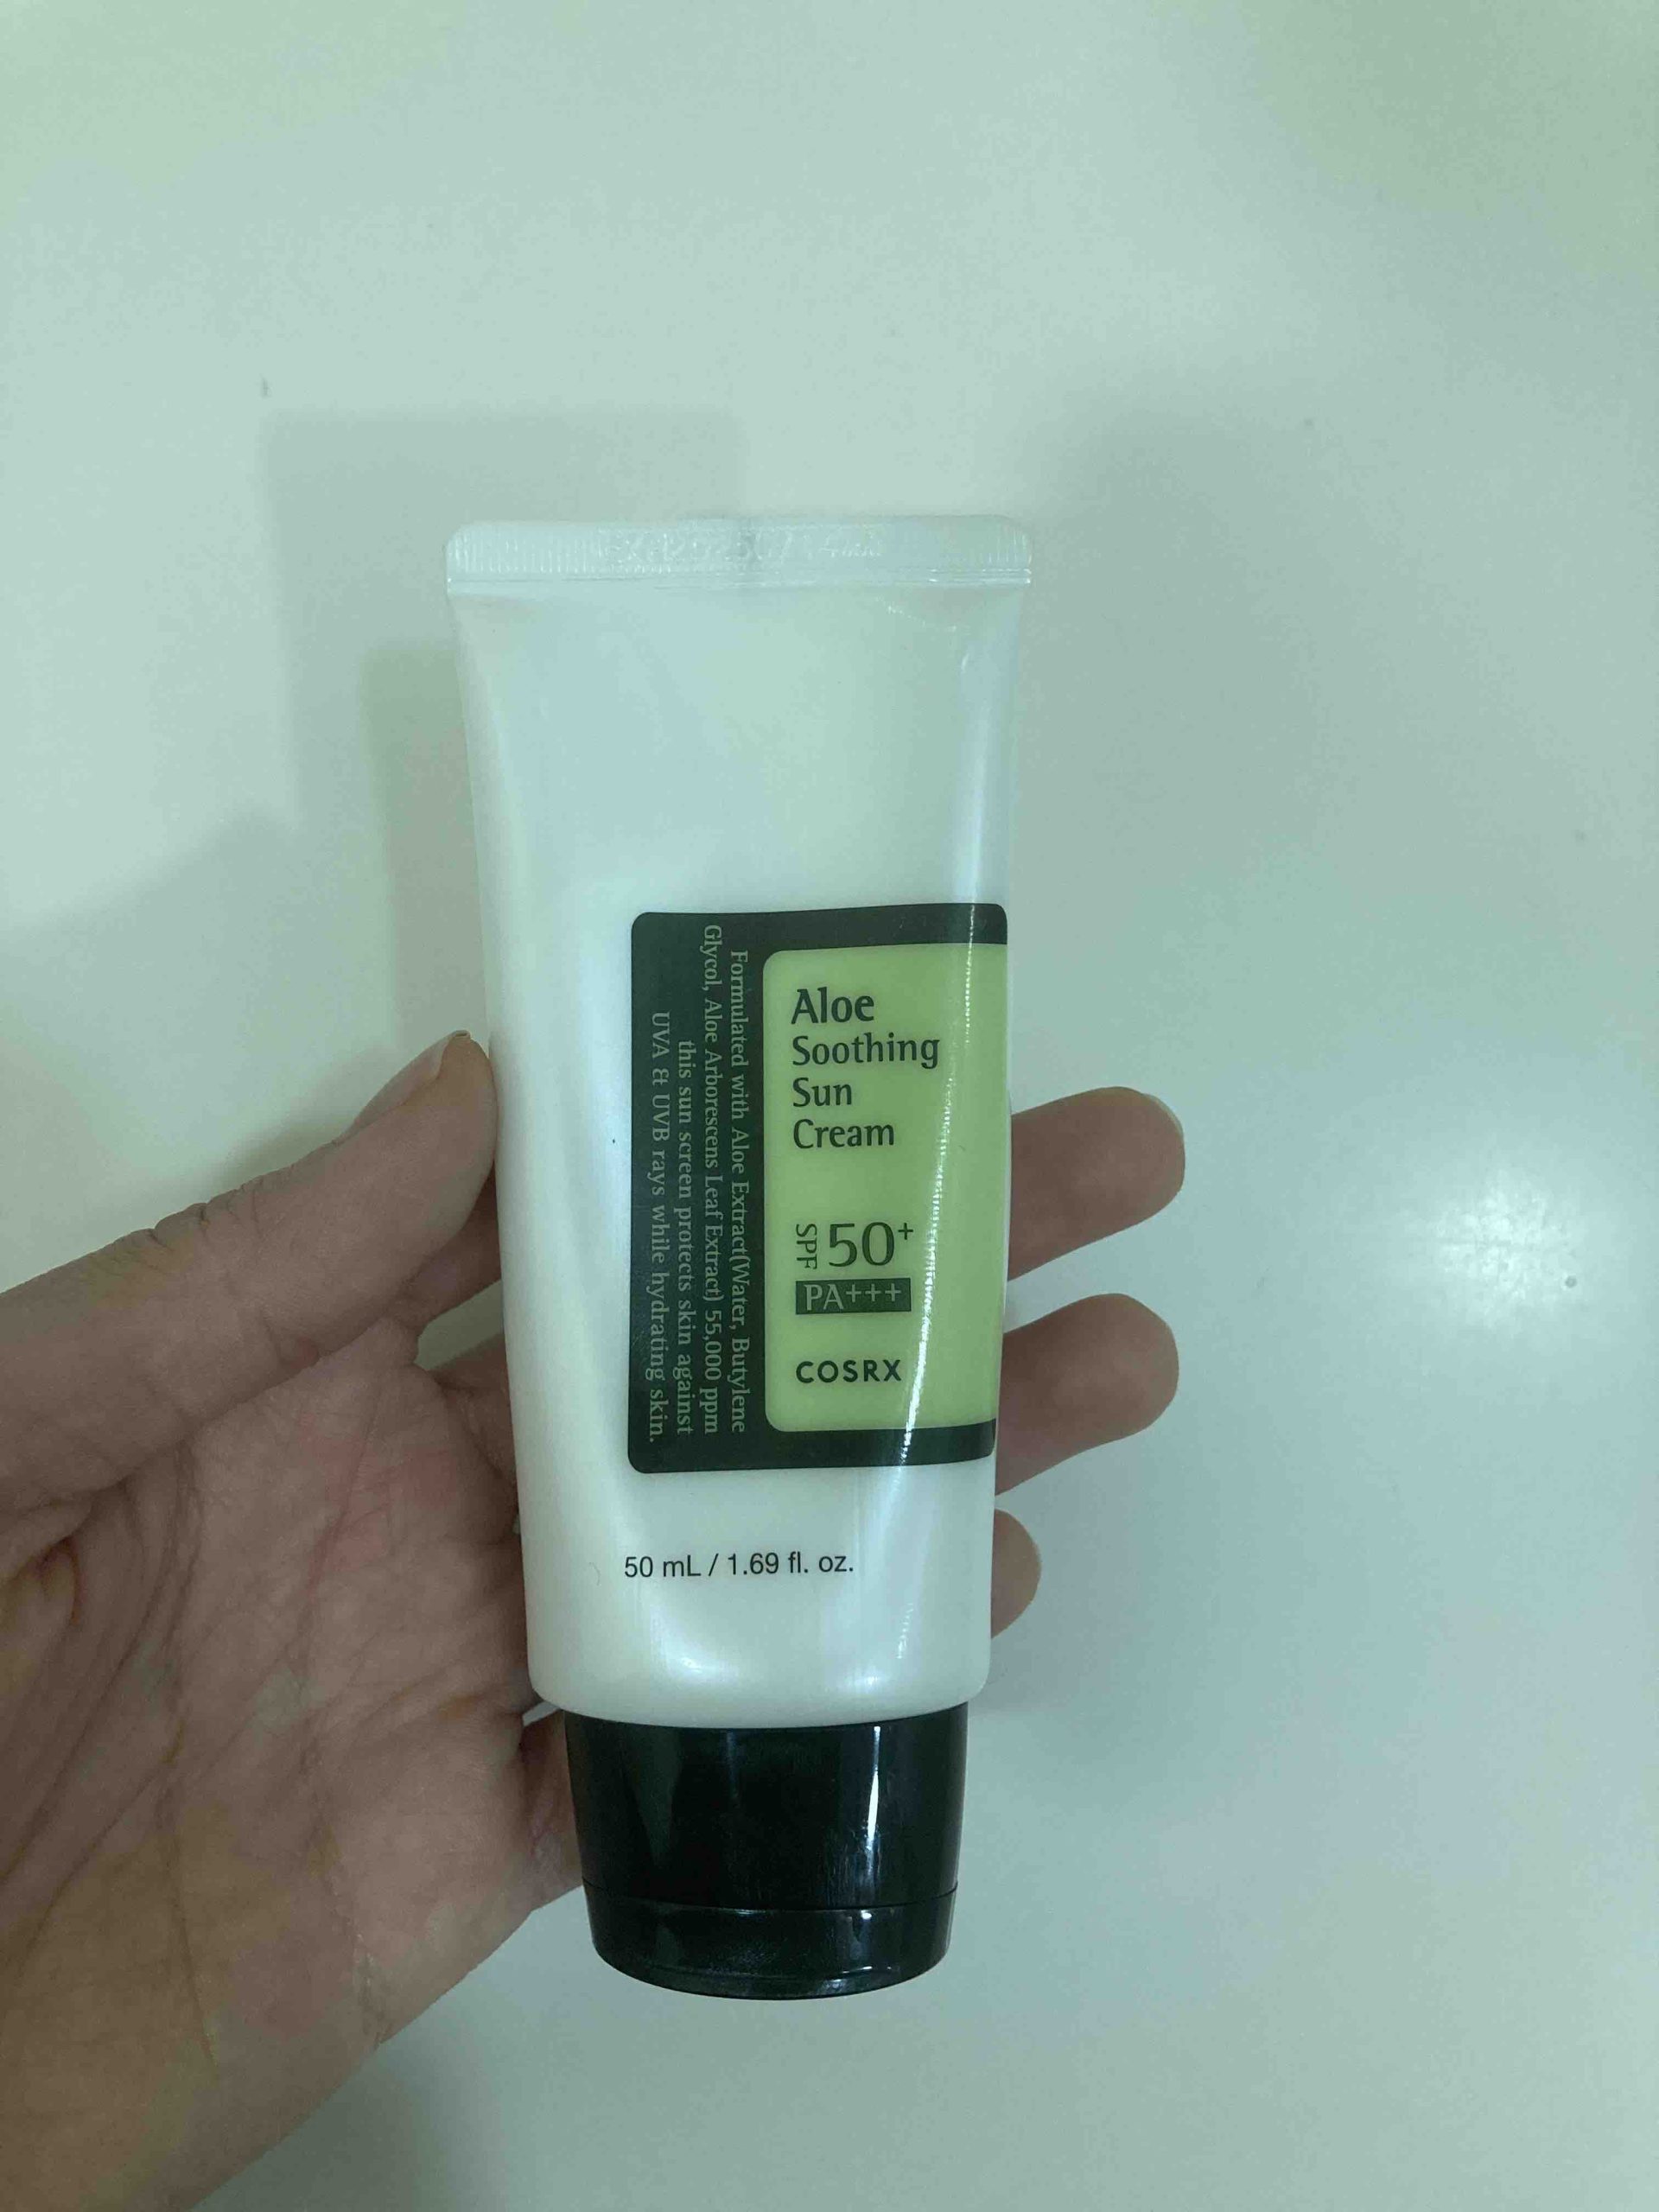 Aloe
Soothing
Sun
Cream
SPF 50+
PA+++
COSRX
Formulated with Aloe Extract(Water, Butylene
Glycol, Aloe Arborescens Leaf Extract) 55,000 ppm
this sun screen protects skin against
UVA & UVB rays while hydrating skin.
50 mL / 1.69 fl. oz.